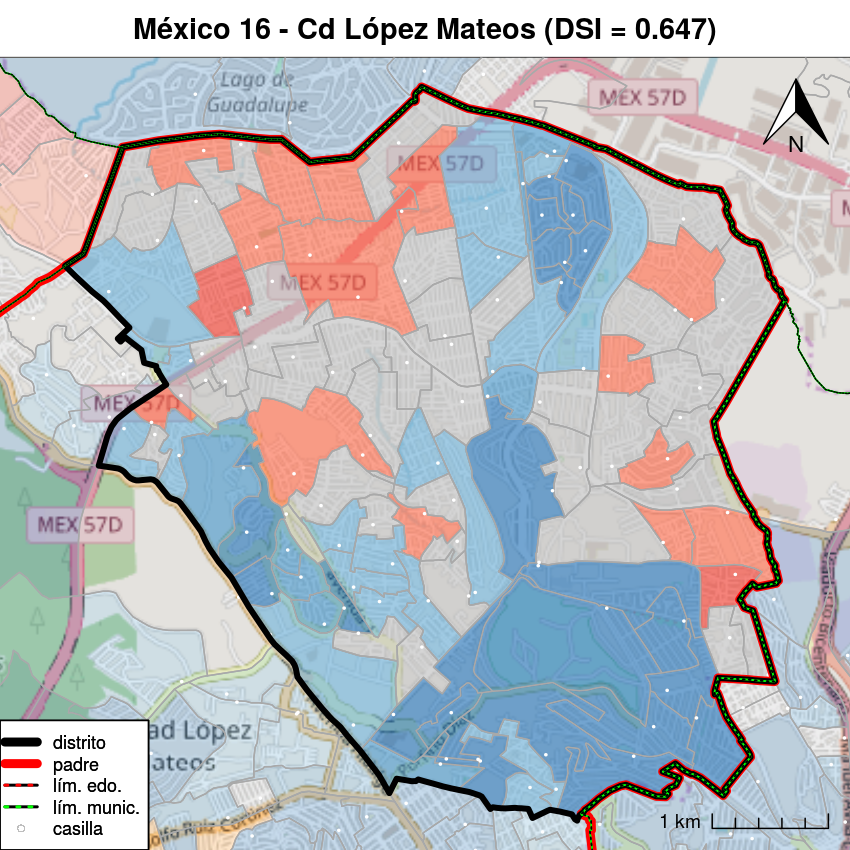 México 16 - Cd López Mateos (DSI = 0.647)
Lago de
Guadalupe
MEX 57D
MEX 57D
N
MEX 57D
MEX 57D
MEX 57D
ad López
ateos
distrito
padre
lím. edo.
lím. munic.
casilla
1 km